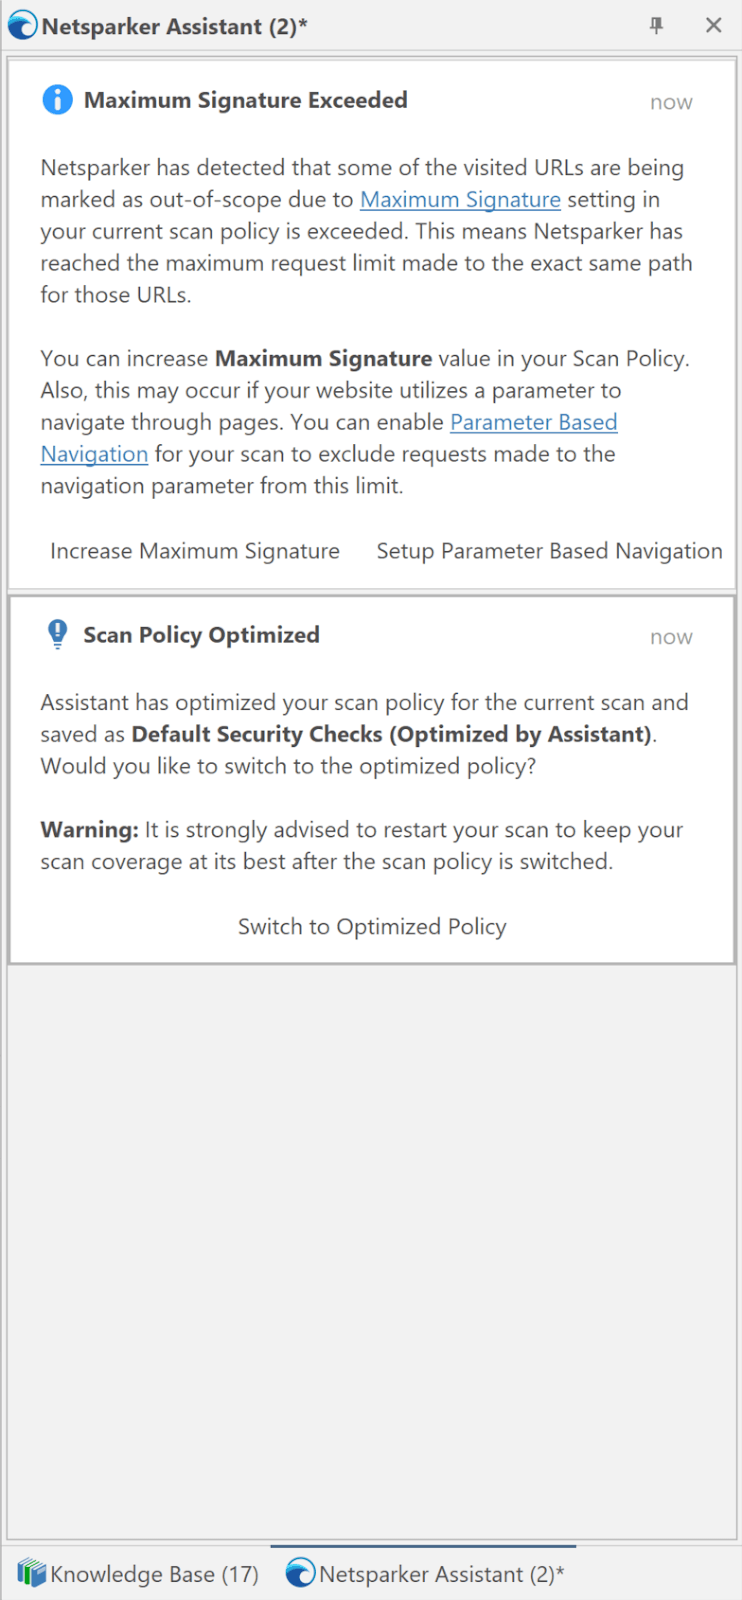 Netsparker Assistant (2)*
Maximum Signature Exceeded
now
Netsparker has detected that some of the visited URLs are being
marked as out-of-scope due to Maximum Signature setting in
your current scan policy is exceeded. This means Netsparker has
reached the maximum request limit made to the exact same path
for those URLs.
You can increase Maximum Signature value in your Scan Policy.
Also, this may occur if your website utilizes a parameter to
navigate through pages. You can enable Parameter Based
Navigation for your scan to exclude requests made to the
navigation parameter from this limit.
Increase Maximum Signature
Setup Parameter Based Navigation
Scan Policy Optimized
now
Assistant has optimized your scan policy for the current scan and
saved as Default Security Checks (Optimized by Assistant).
Would you like to switch to the optimized policy?
Warning: It is strongly advised to restart your scan to keep your
scan coverage at its best after the scan policy is switched.
Switch to Optimized Policy
Knowledge Base (17)
Netsparker Assistant (2)*